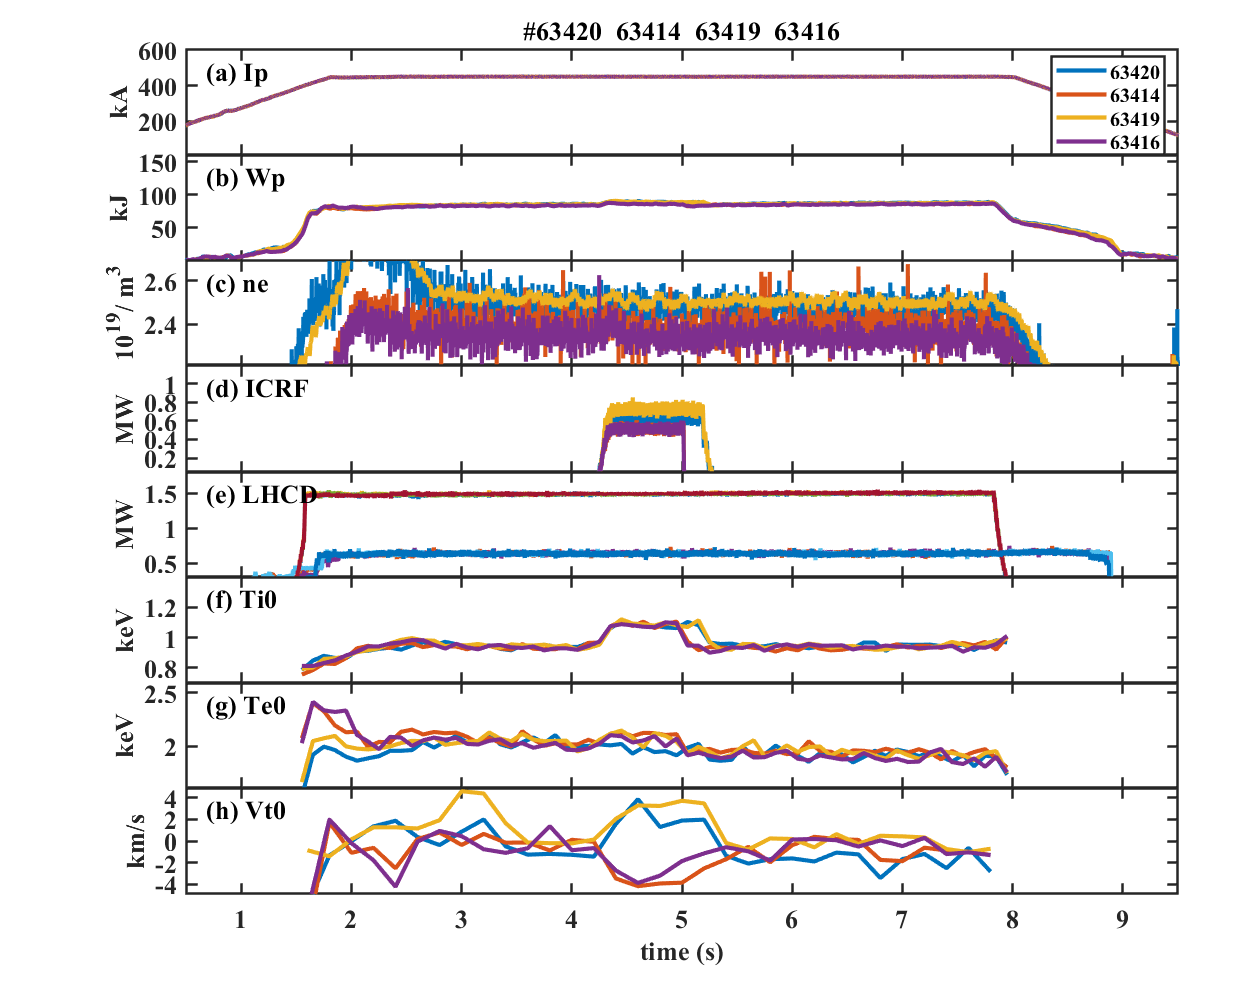 #63420 63414 63419 63416
600
400
200
kA
(a) Ip
63420
63414
63419
63416
150
100
50
kJ
(b) Wp
2.6
2.4
10^19/ m^3
(c) ne
1
0.8
0.6
0.4
0.2
MW
(d) ICRF
1.5
1
0.5
MW
(e) LHCD
1.2
1
0.8
keV
(f) Ti0
2.5
2
keV
(g) Te0
4
2
0
-2
-4
km/s
(h) Vt0
1 2 3 4 5 6 7 8 9
time (s)